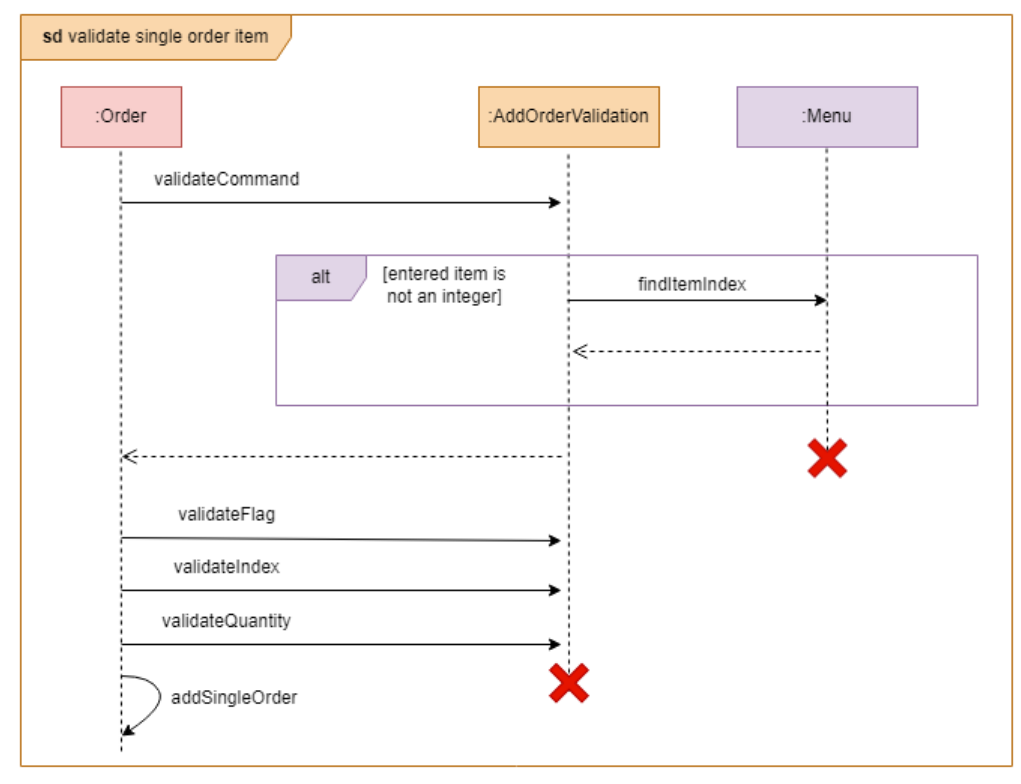 sd validate single order item
:Order
:AddOrderValidation
:Menu
validateCommand
alt
[entered item is
not an integer]
findItemIndex
validateFlag
validateIndex
validateQuantity
addSingleOrder